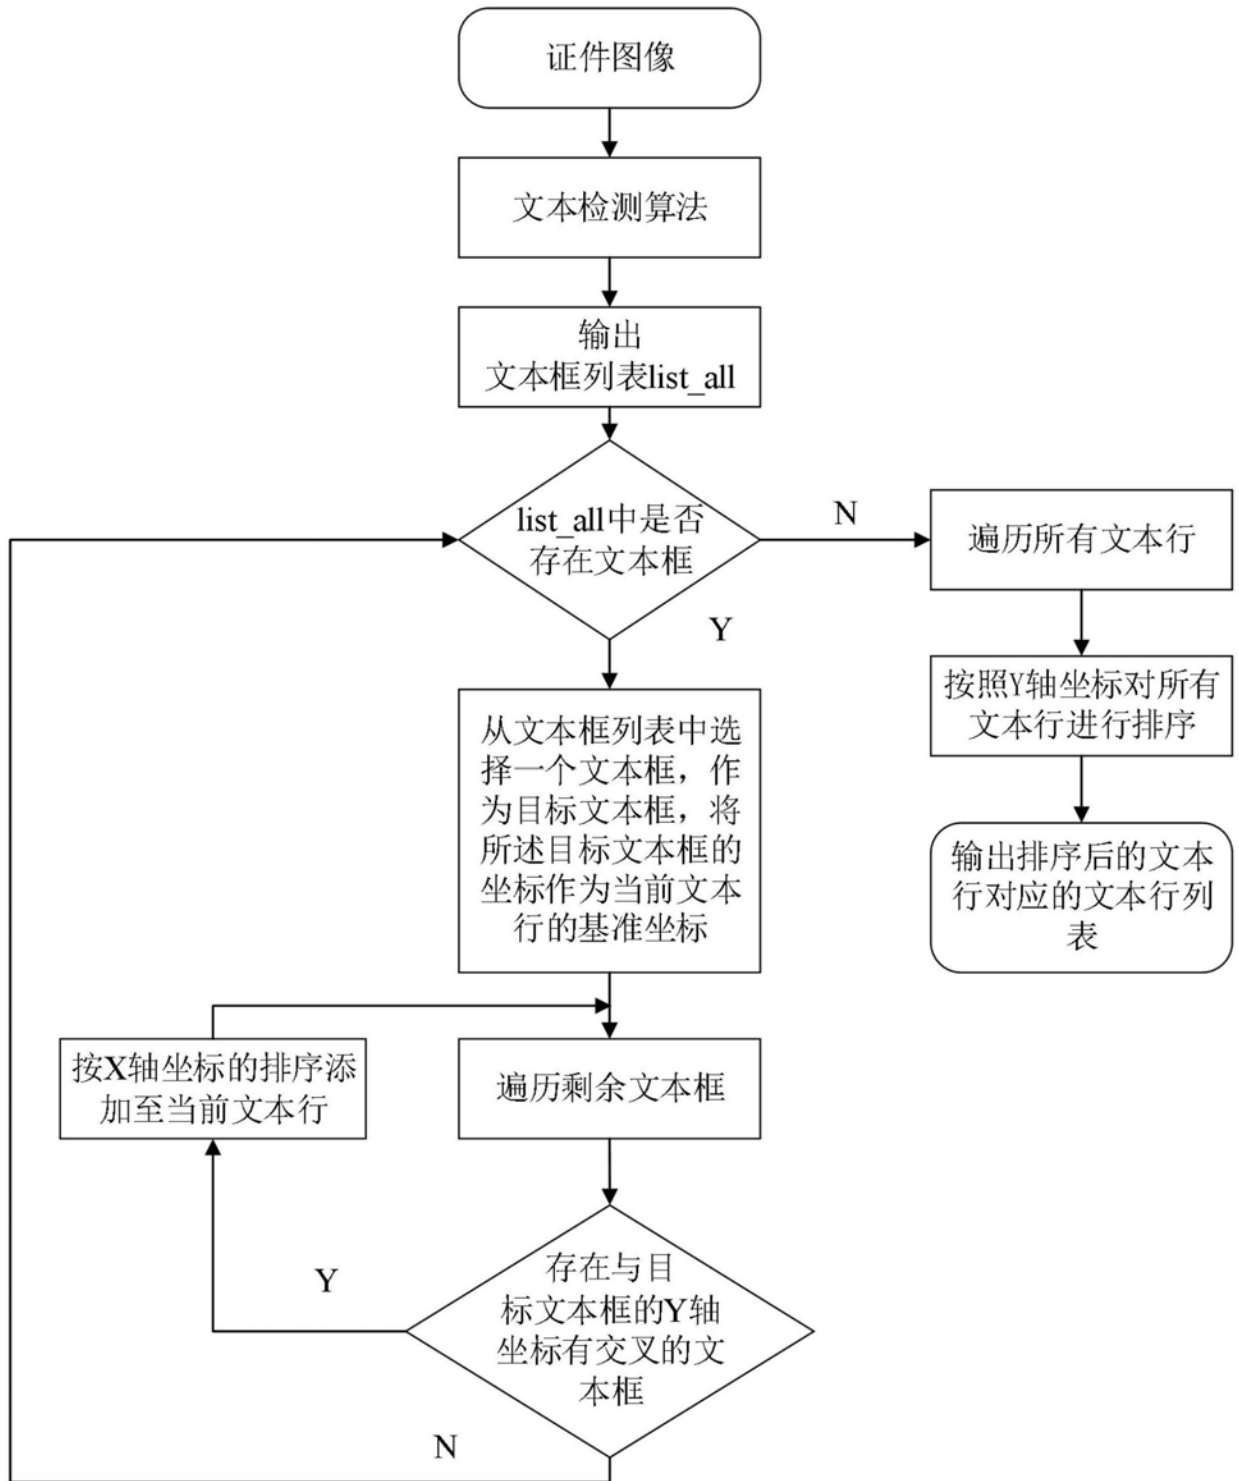 证件图像
文本检测算法
输出
文本框列表list_all
list_all中是否
存在文本框
N
遍历所有文本行
Y
按照Y轴坐标对所有
文本行进行排序
从文本框列表中选
择一个文本框，作
为目标文本框，将
所述目标文本框的
坐标作为当前文本
行的基准坐标
输出排序后的文本
行对应的文本行列
表
按X轴坐标的排序添
加至当前文本行
遍历剩余文本框
存在与目
标文本框的Y轴
坐标有交叉的文
本框
Y
N